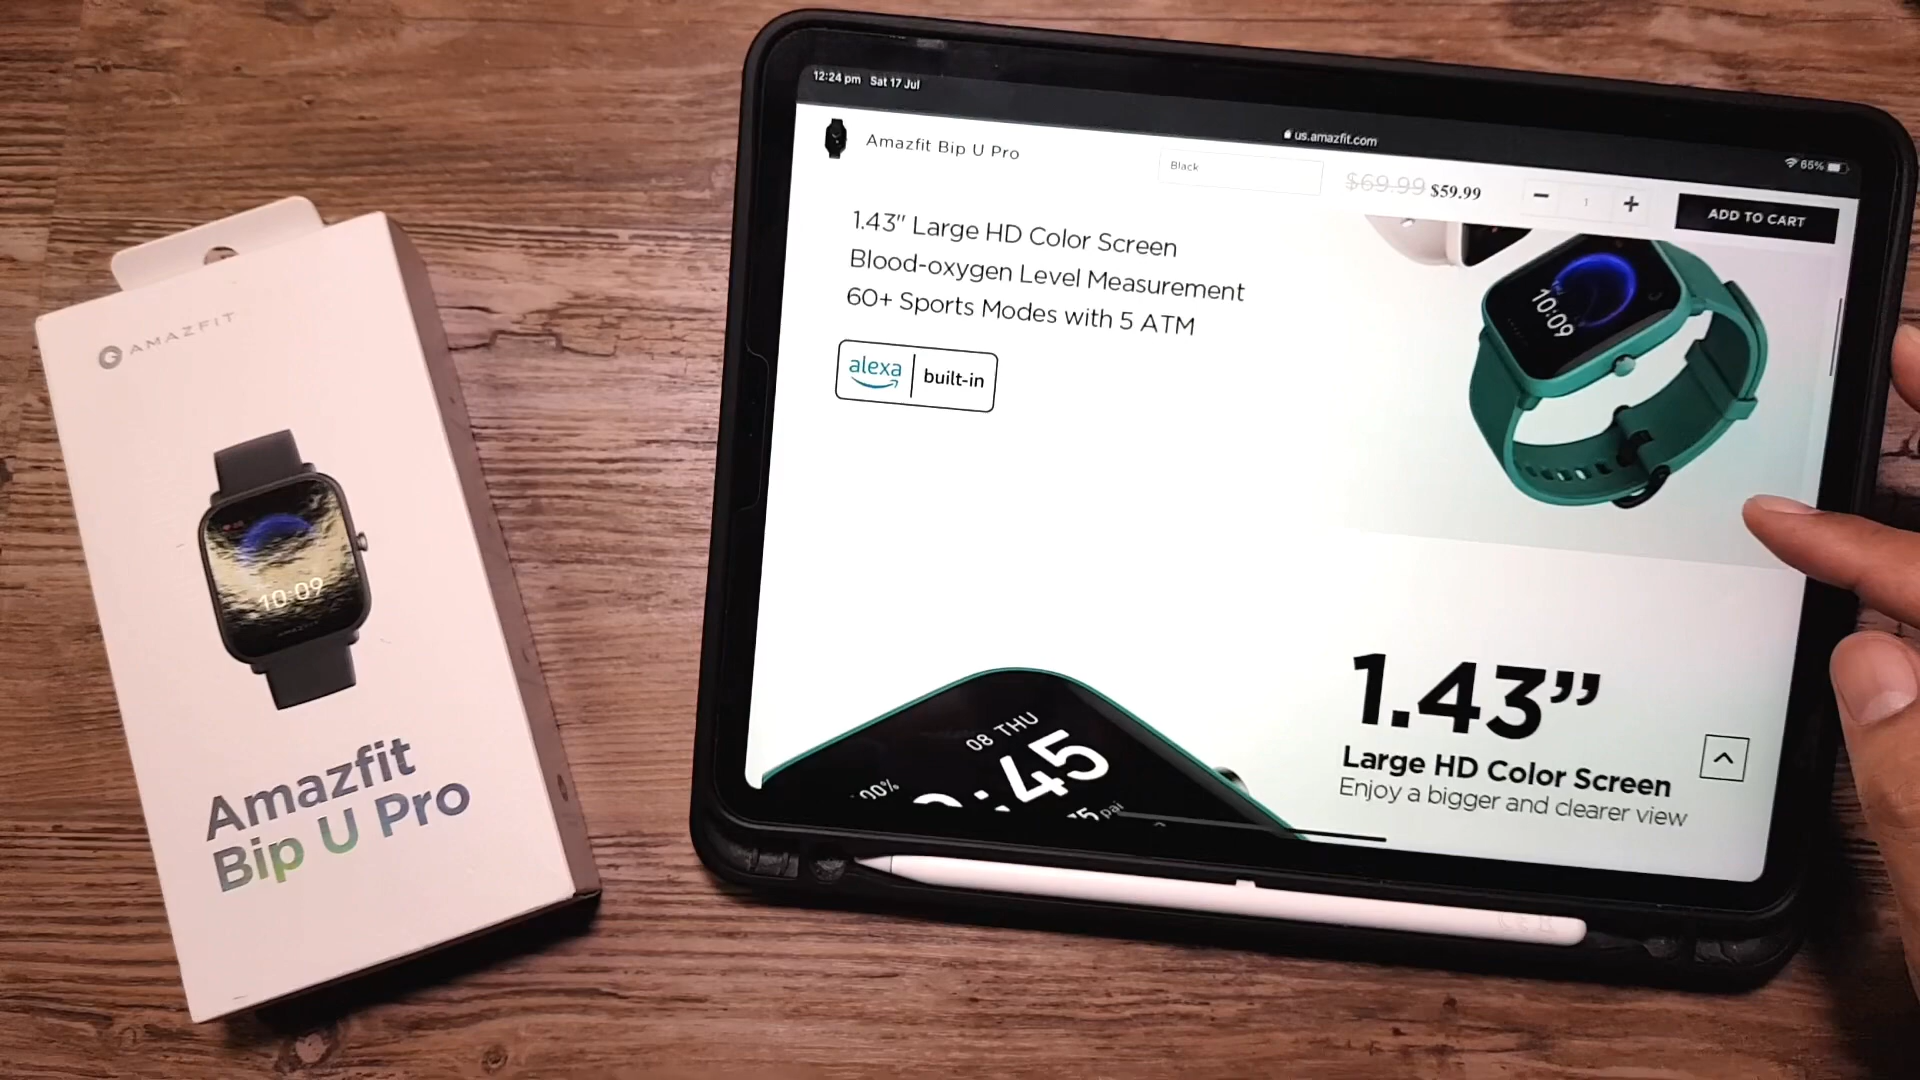 AMAZFIT
10:09
Amazfit
Bip U Pro
12:24 pm Sat 17 Jul
us.amazfit.com
65%
Amazfit Bip U Pro
Black
$69.99 $59.99
1
ADD TO CART
1.43" Large HD Color Screen
Blood-oxygen Level Measurement
60+ Sports Modes with 5 ATM
alexa built-in
10:09
08 THU
:45
00%
75 pai
1.43”
Large HD Color Screen
Enjoy a bigger and clearer view